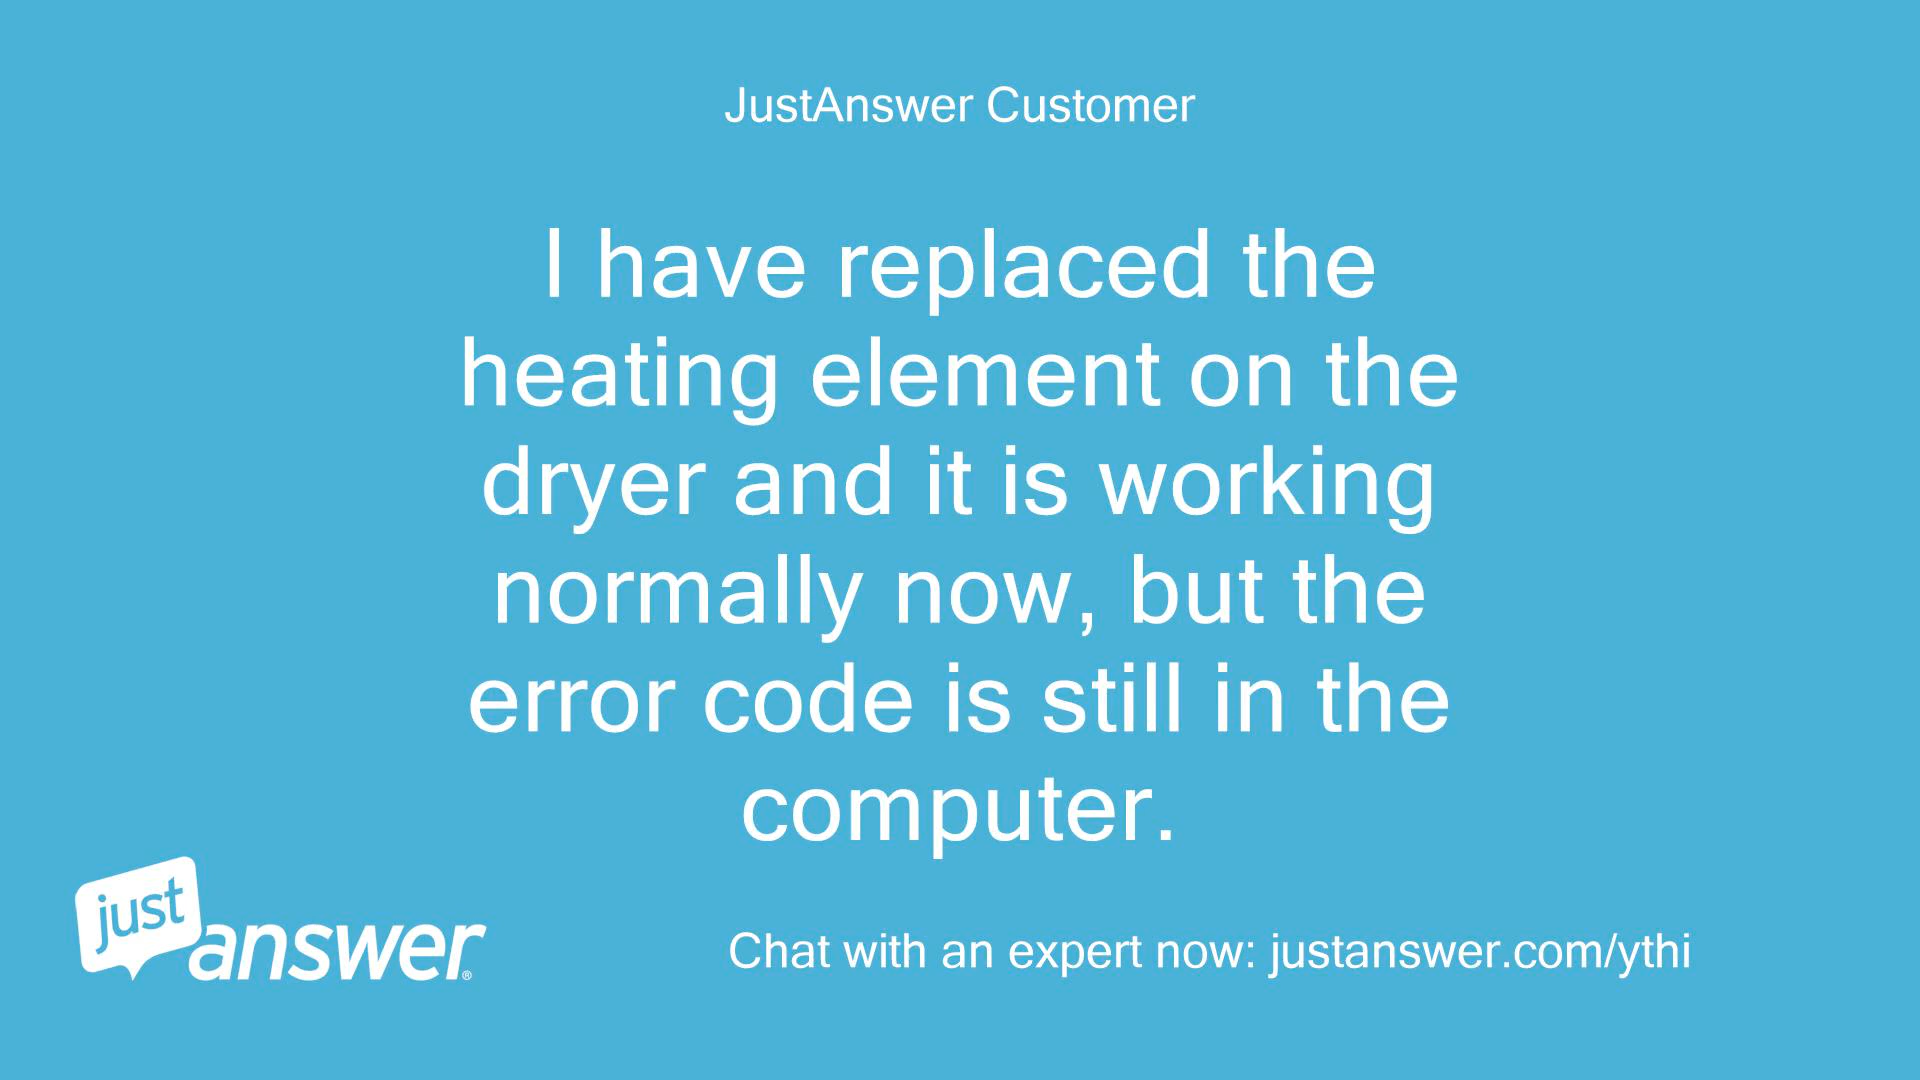 JustAnswer Customer
I have replaced the
heating element on the
dryer and it is working
normally now, but the
error code is still in the
computer.
just
answer®
Chat with an expert now: justanswer.com/ythi